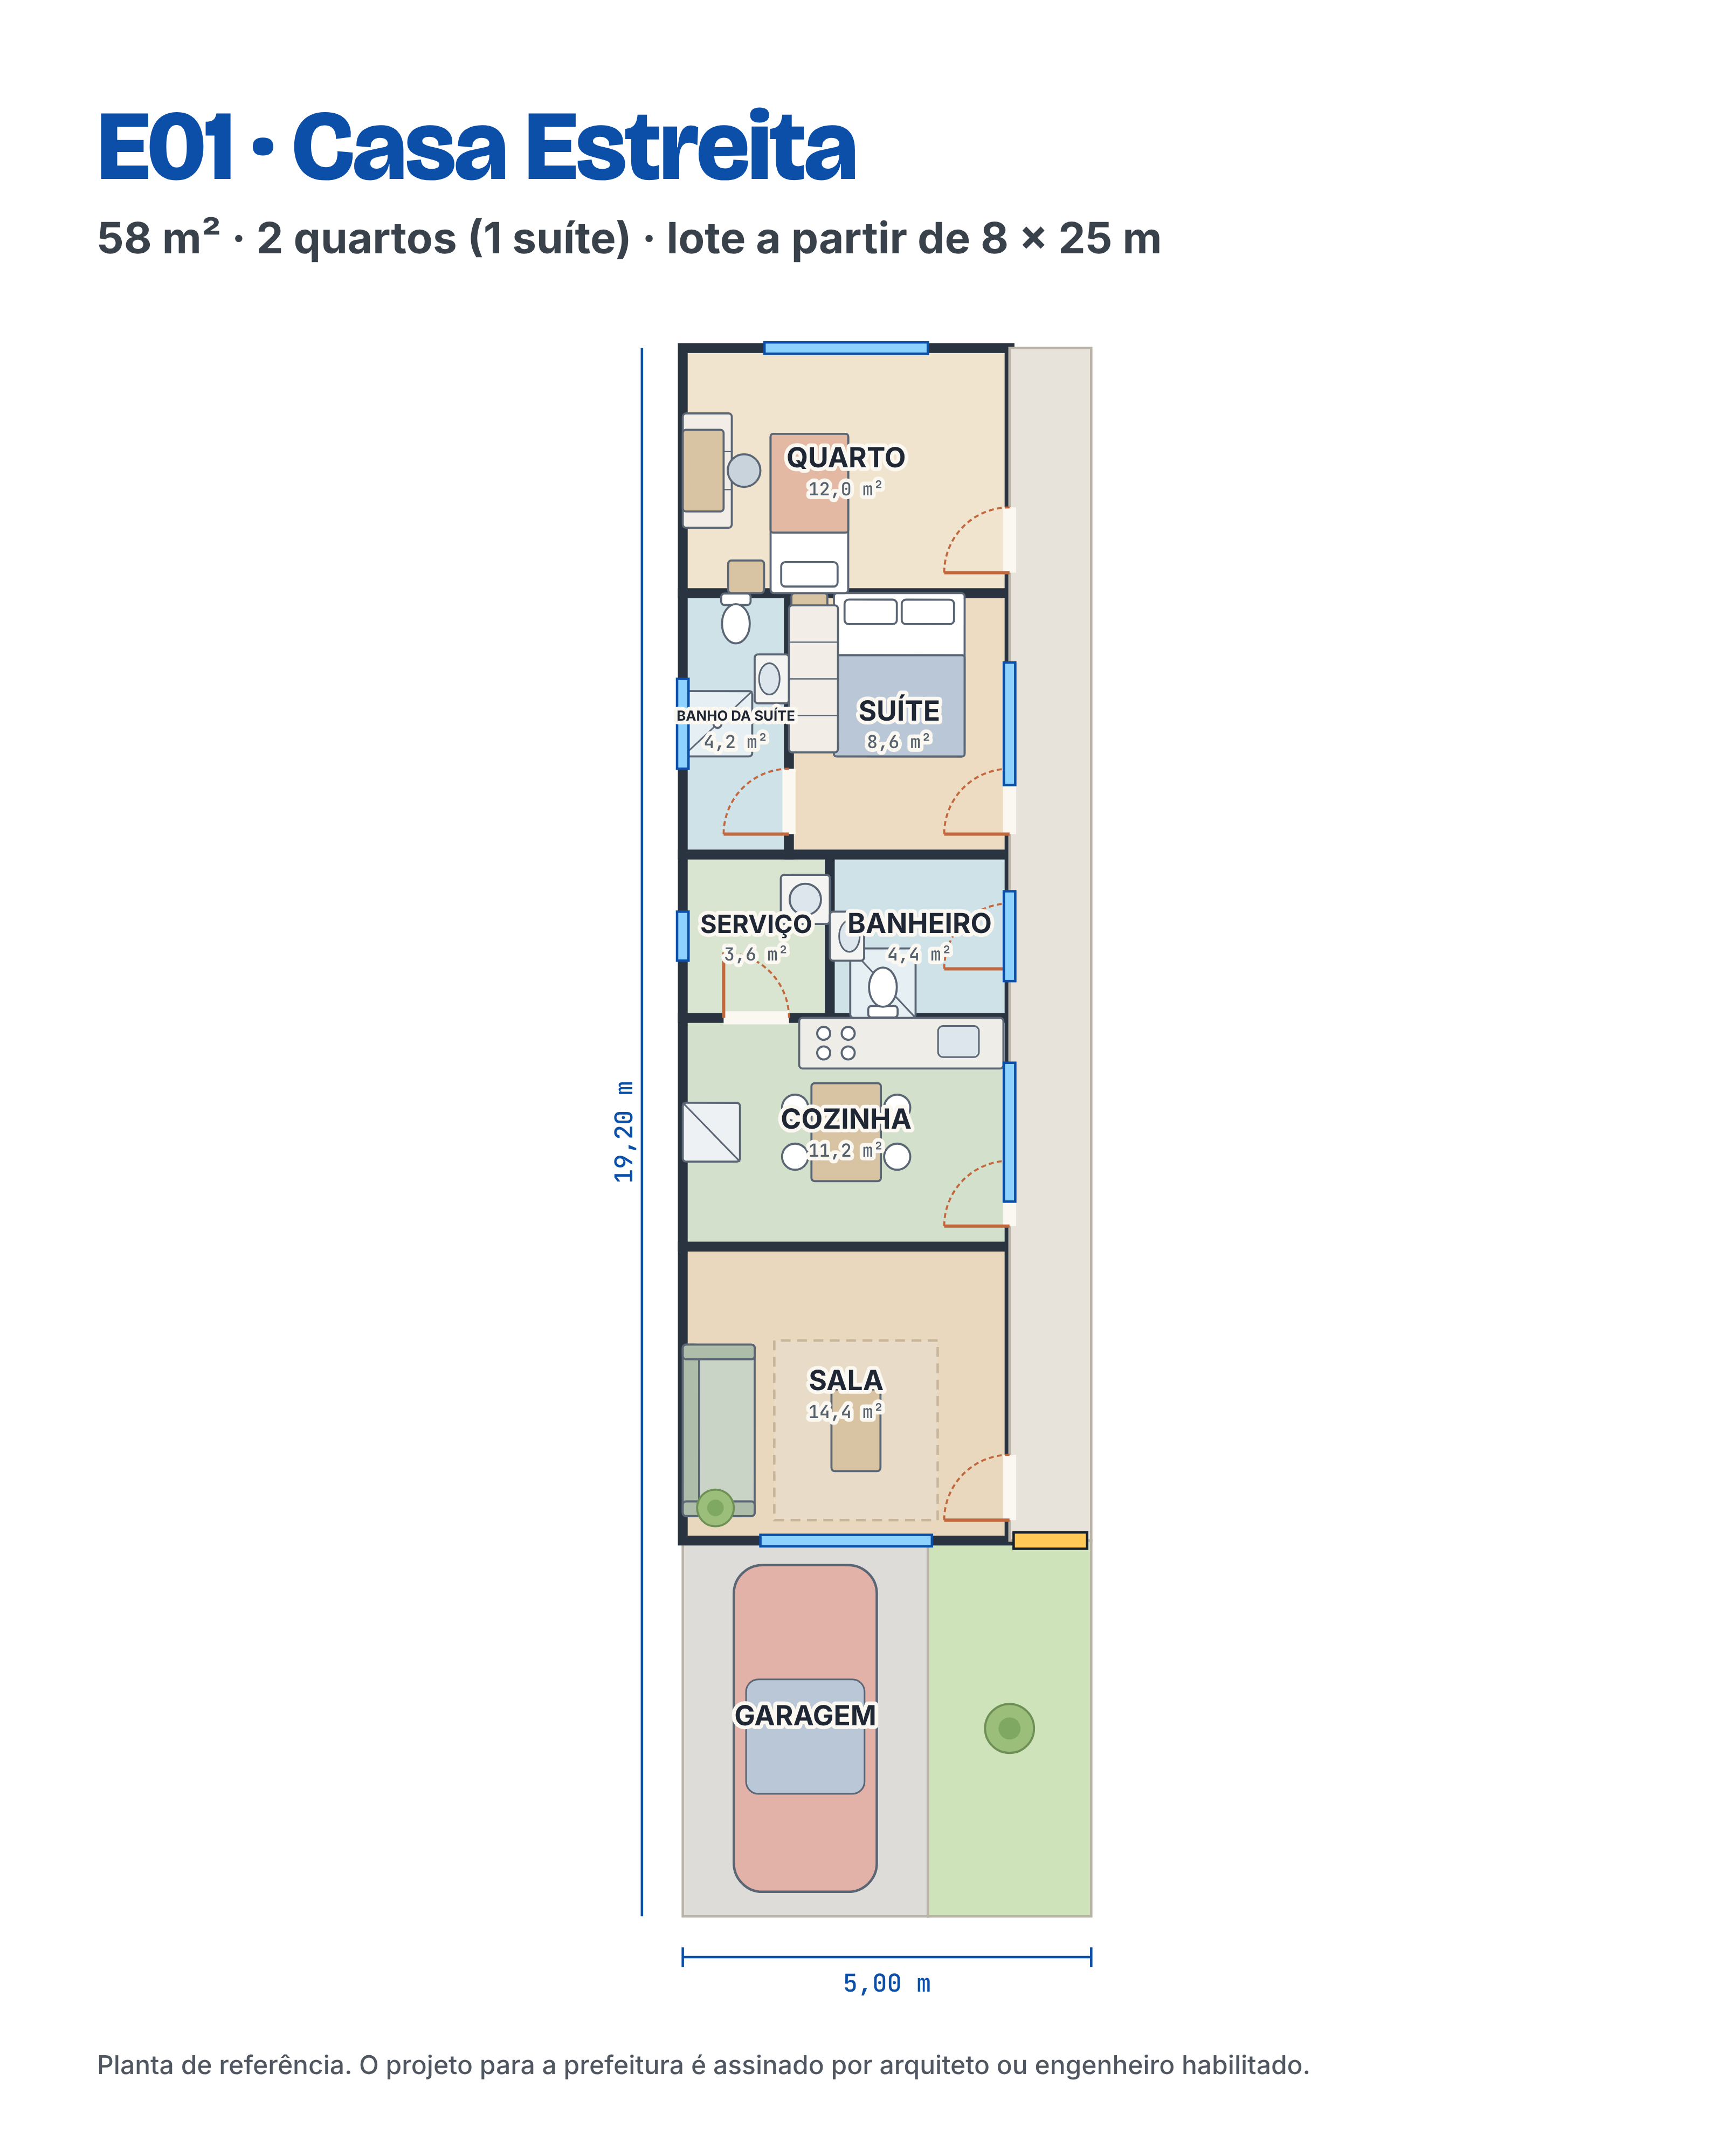 E01 · Casa Estreita
58 m² · 2 quartos (1 suíte) · lote a partir de 8 × 25 m
QUARTO
12,0 m²
BANHO DA SUÍTE
4,2 m²
SUÍTE
8,6 m²
SERVIÇO
3,6 m²
BANHEIRO
4,4 m²
COZINHA
11,2 m²
19,20 m
SALA
14,4 m²
GARAGEM
5,00 m
Planta de referência. O projeto para a prefeitura é assinado por arquiteto ou engenheiro habilitado.